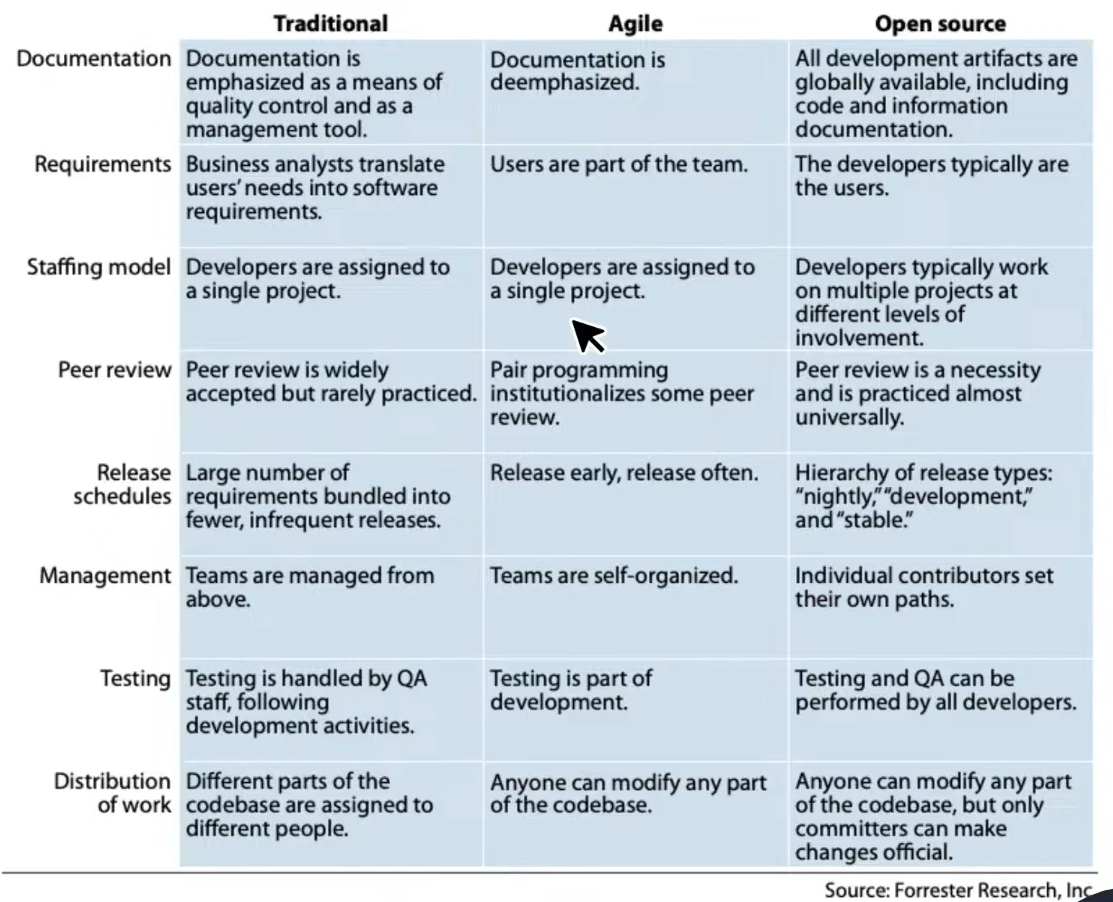 Traditional Agile Open source
Documentation
Documentation is
emphasized as a means of
quality control and as a
management tool.
Documentation is
deemphasized.
All development artifacts are
globally available, including
code and information
documentation.
Requirements
Business analysts translate
users' needs into software
requirements.
Users are part of the team.
The developers typically are
the users.
Staffing model
Developers are assigned to
a single project.
Developers are assigned to
a single project.
Developers typically work
on multiple projects at
different levels of
involvement.
Peer review
Peer review is widely
accepted but rarely practiced.
Pair programming
institutionalizes some peer
review.
Peer review is a necessity
and is practiced almost
universally.
Release
schedules
Large number of
requirements bundled into
fewer, infrequent releases.
Release early, release often.
Hierarchy of release types:
“nightly,” “development,”
and “stable.”
Management
Teams are managed from
above.
Teams are self-organized.
Individual contributors set
their own paths.
Testing
Testing is handled by QA
staff, following
development activities.
Testing is part of
development.
Testing and QA can be
performed by all developers.
Distribution
of work
Different parts of the
codebase are assigned to
different people.
Anyone can modify any part
of the codebase.
Anyone can modify any part
of the codebase, but only
committers can make
changes official.
Source: Forrester Research, Inc